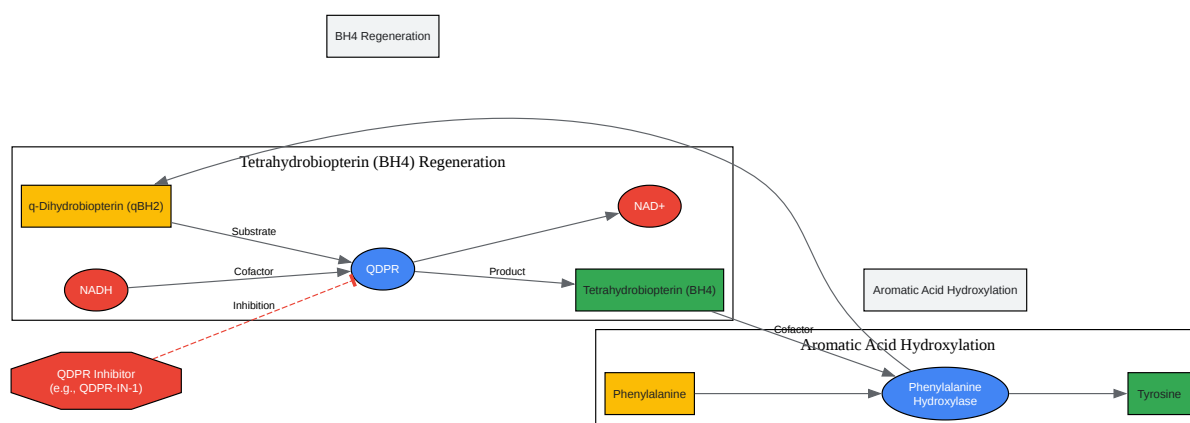 BH4 Regeneration
Tetrahydrobiopterin (BH4) Regeneration
q-Dihydrobiopterin (qBH2)
NAD+
Substrate
QDPR
Cofactor
NADH
Product
Tetrahydrobiopterin (BH4)
Aromatic Acid Hydroxylation
Inhibition
Cofactor
Aromatic Acid Hydroxylation
QDPR Inhibitor
(e.g., QDPR-IN-1)
Phenylalanine
Phenylalanine
Hydroxylase
Tyrosine